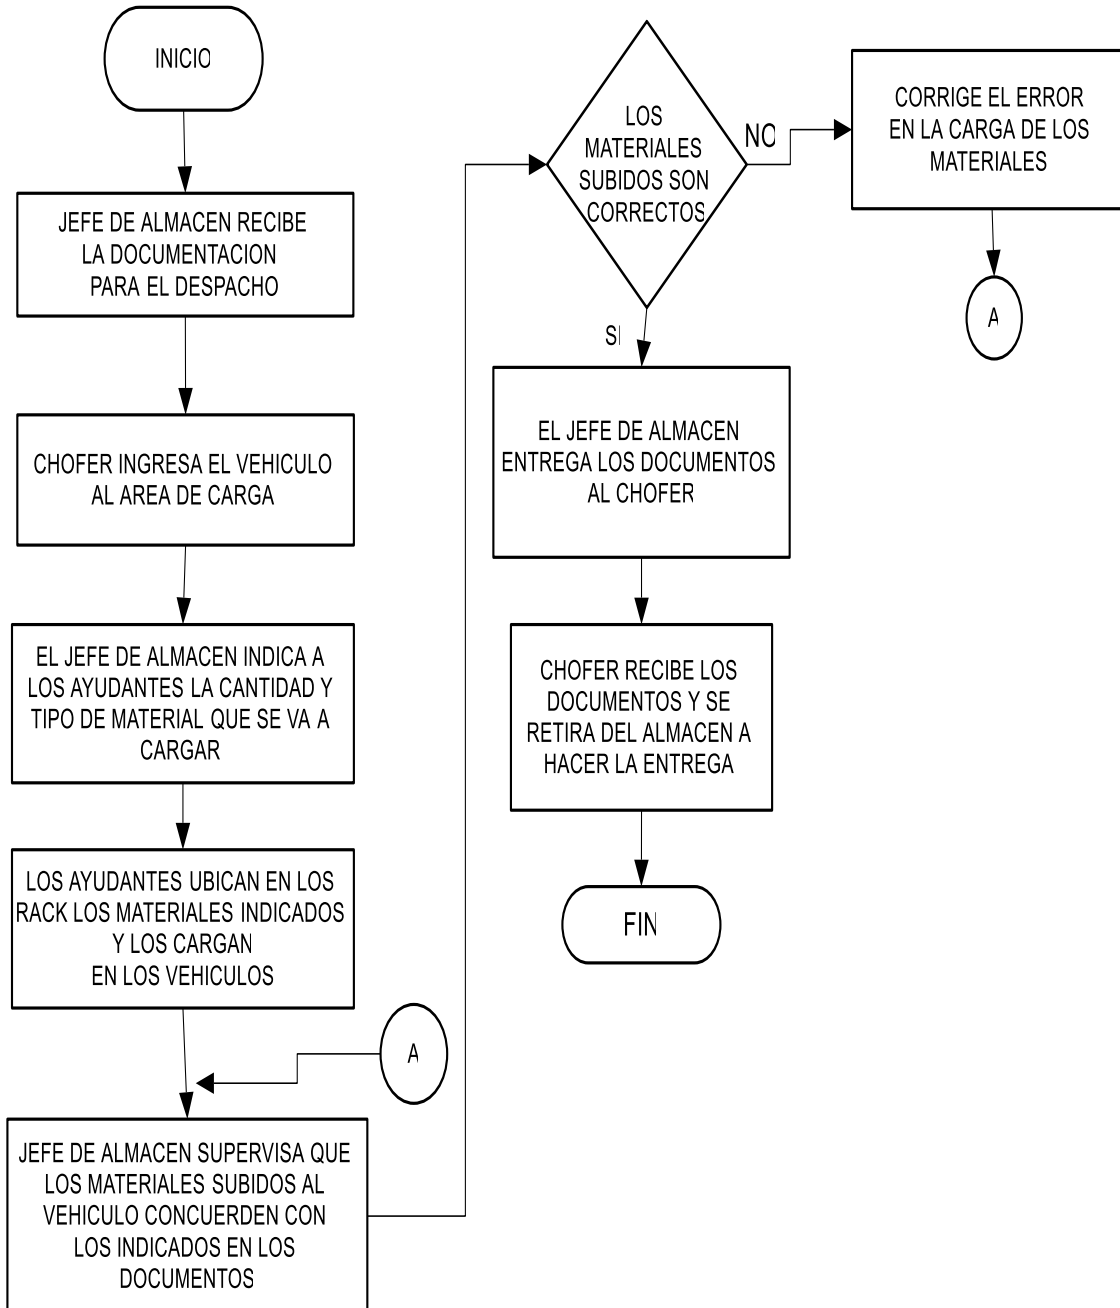 INICIO
JEFE DE ALMACEN RECIBE
LA DOCUMENTACION
PARA EL DESPACHO
CHOFER INGRESA EL VEHICULO
AL AREA DE CARGA
EL JEFE DE ALMACEN INDICA A
LOS AYUDANTES LA CANTIDAD Y
TIPO DE MATERIAL QUE SE VA A
CARGAR
LOS AYUDANTES UBICAN EN LOS
RACK LOS MATERIALES INDICADOS
Y LOS CARGAN
EN LOS VEHICULOS
A
JEFE DE ALMACEN SUPERVISA QUE
LOS MATERIALES SUBIDOS AL
VEHICULO CONCUERDEN CON
LOS INDICADOS EN LOS
DOCUMENTOS
LOS
MATERIALES
SUBIDOS SON
CORRECTOS
NO
CORRIGE EL ERROR
EN LA CARGA DE LOS
MATERIALES
A
SI
EL JEFE DE ALMACEN
ENTREGA LOS DOCUMENTOS
AL CHOFER
CHOFER RECIBE LOS
DOCUMENTOS Y SE
RETIRA DEL ALMACEN A
HACER LA ENTREGA
FIN